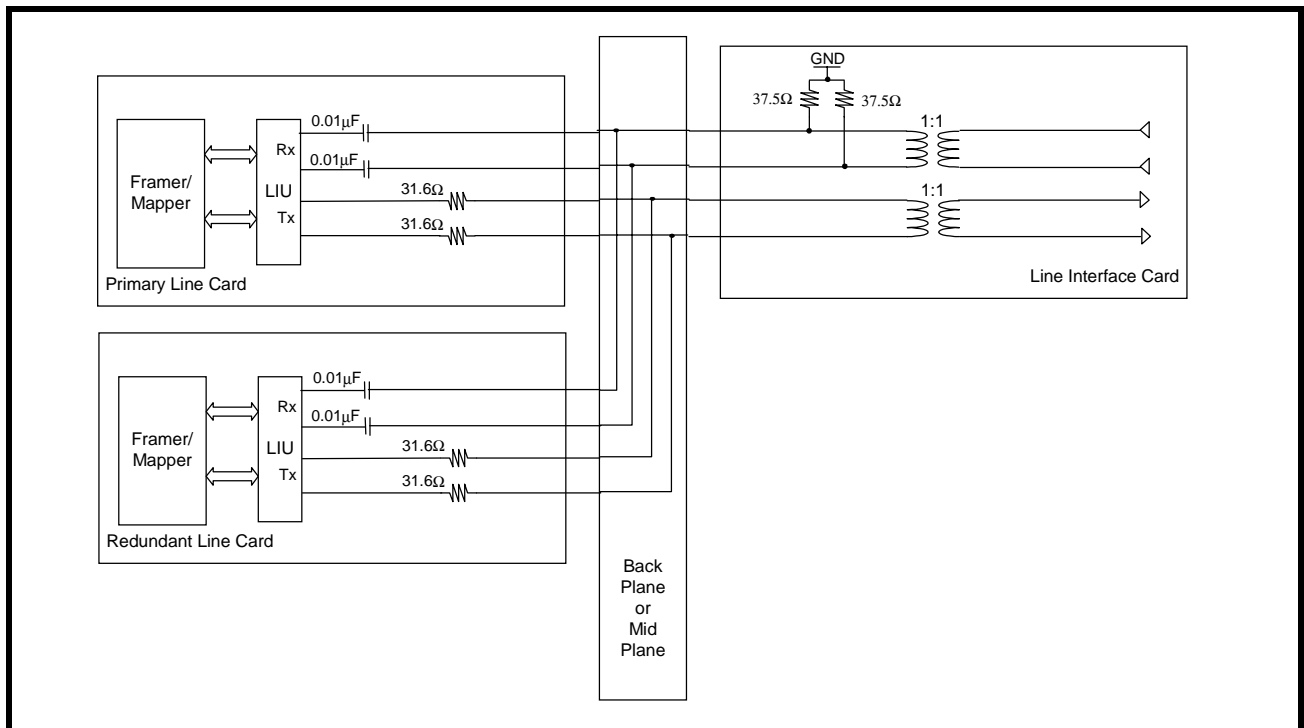 GND
37.5Ω
37.5Ω
1:1
1:1
Line Interface Card
0.01μF
0.01μF
Rx
LIU
Tx
31.6Ω
31.6Ω
Framer/
Mapper
Primary Line Card
0.01μF
0.01μF
Rx
LIU
Tx
31.6Ω
31.6Ω
Framer/
Mapper
Redundant Line Card
Back
Plane
or
Mid
Plane